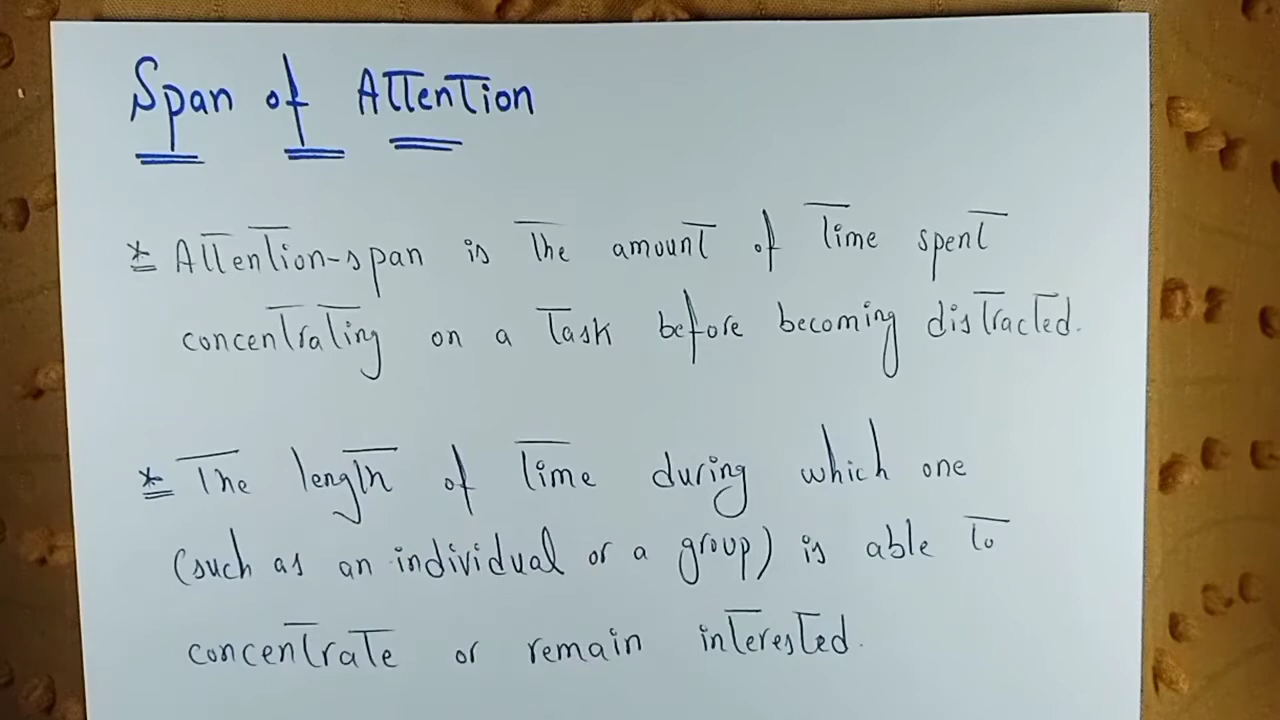 Span of Attention
* Attention-span is the amount of time spent
concentrating on a task before becoming distracted.
* The length of time during which one
(such as an individual or a group) is able to
concentrate or remain interested.